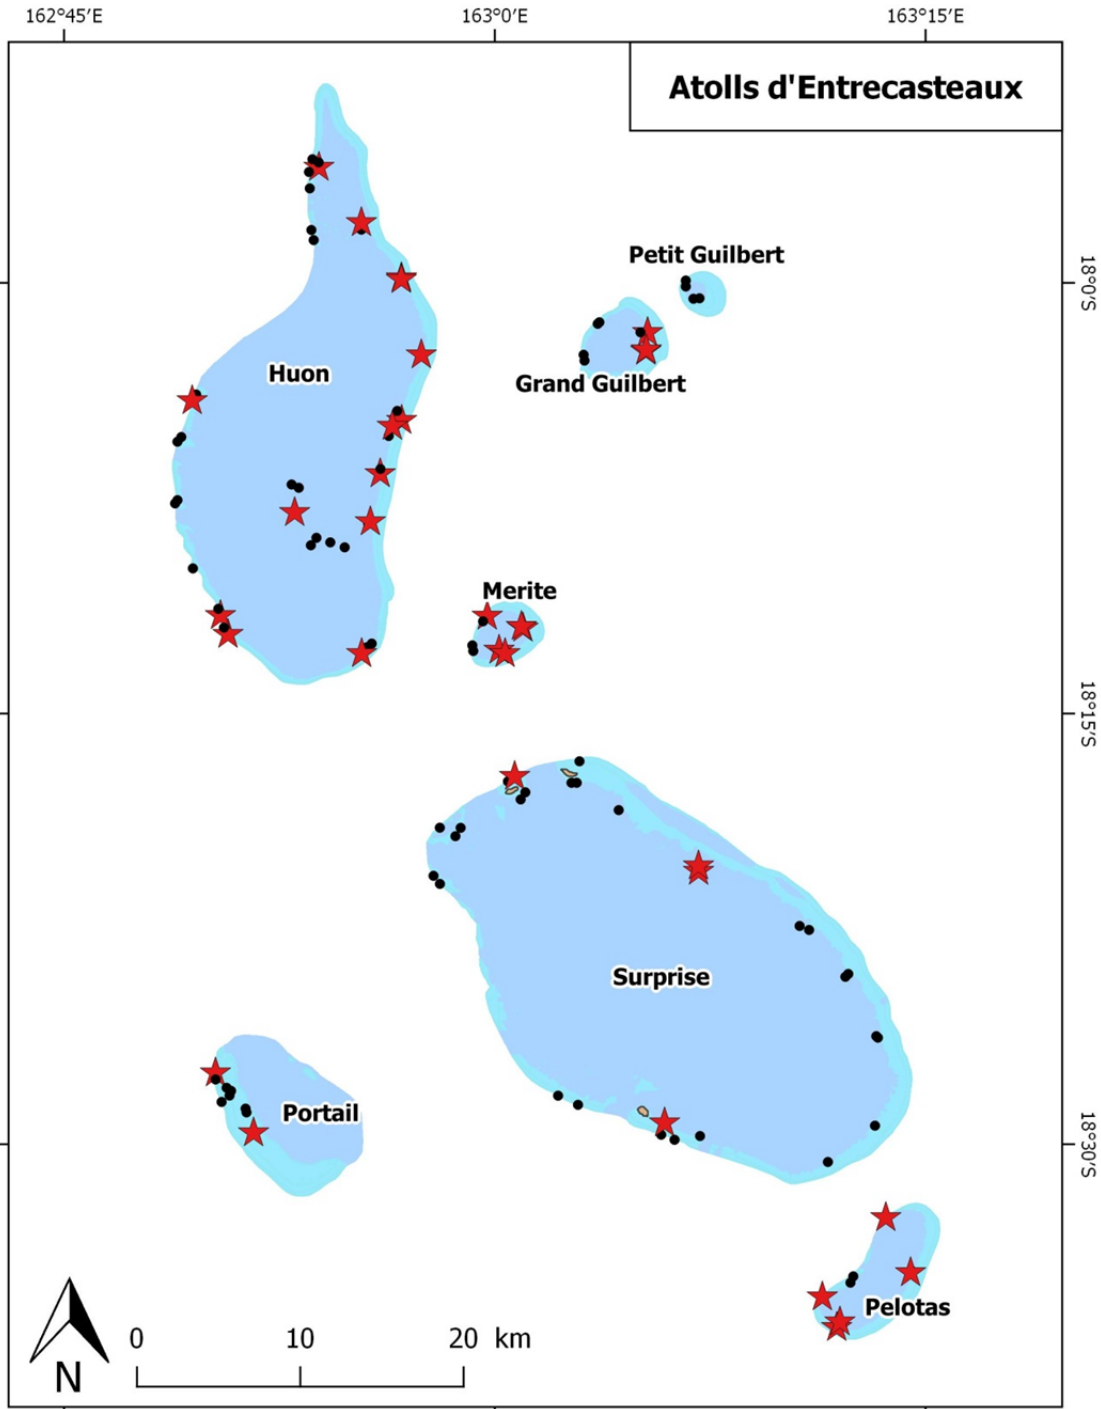 162°45′E 163°0′E 163°15′E
Atolls d'Entrecasteaux
Petit Guilbert
18°0′S
Huon
Grand Guilbert
Merite
18°15′S
Surprise
Portail
18°30′S
Pelotas
0 10 20 km
N